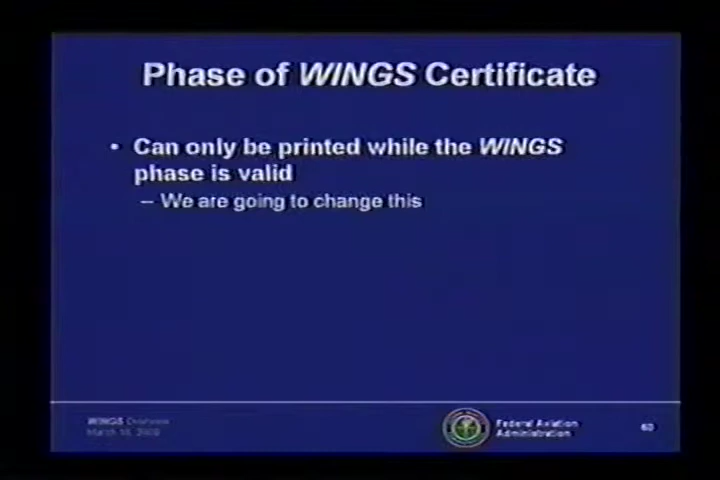 Phase of WINGS Certificate
• Can only be printed while the WINGS
phase is valid
– We are going to change this
WINGS Overview
Federal Aviation
Administration